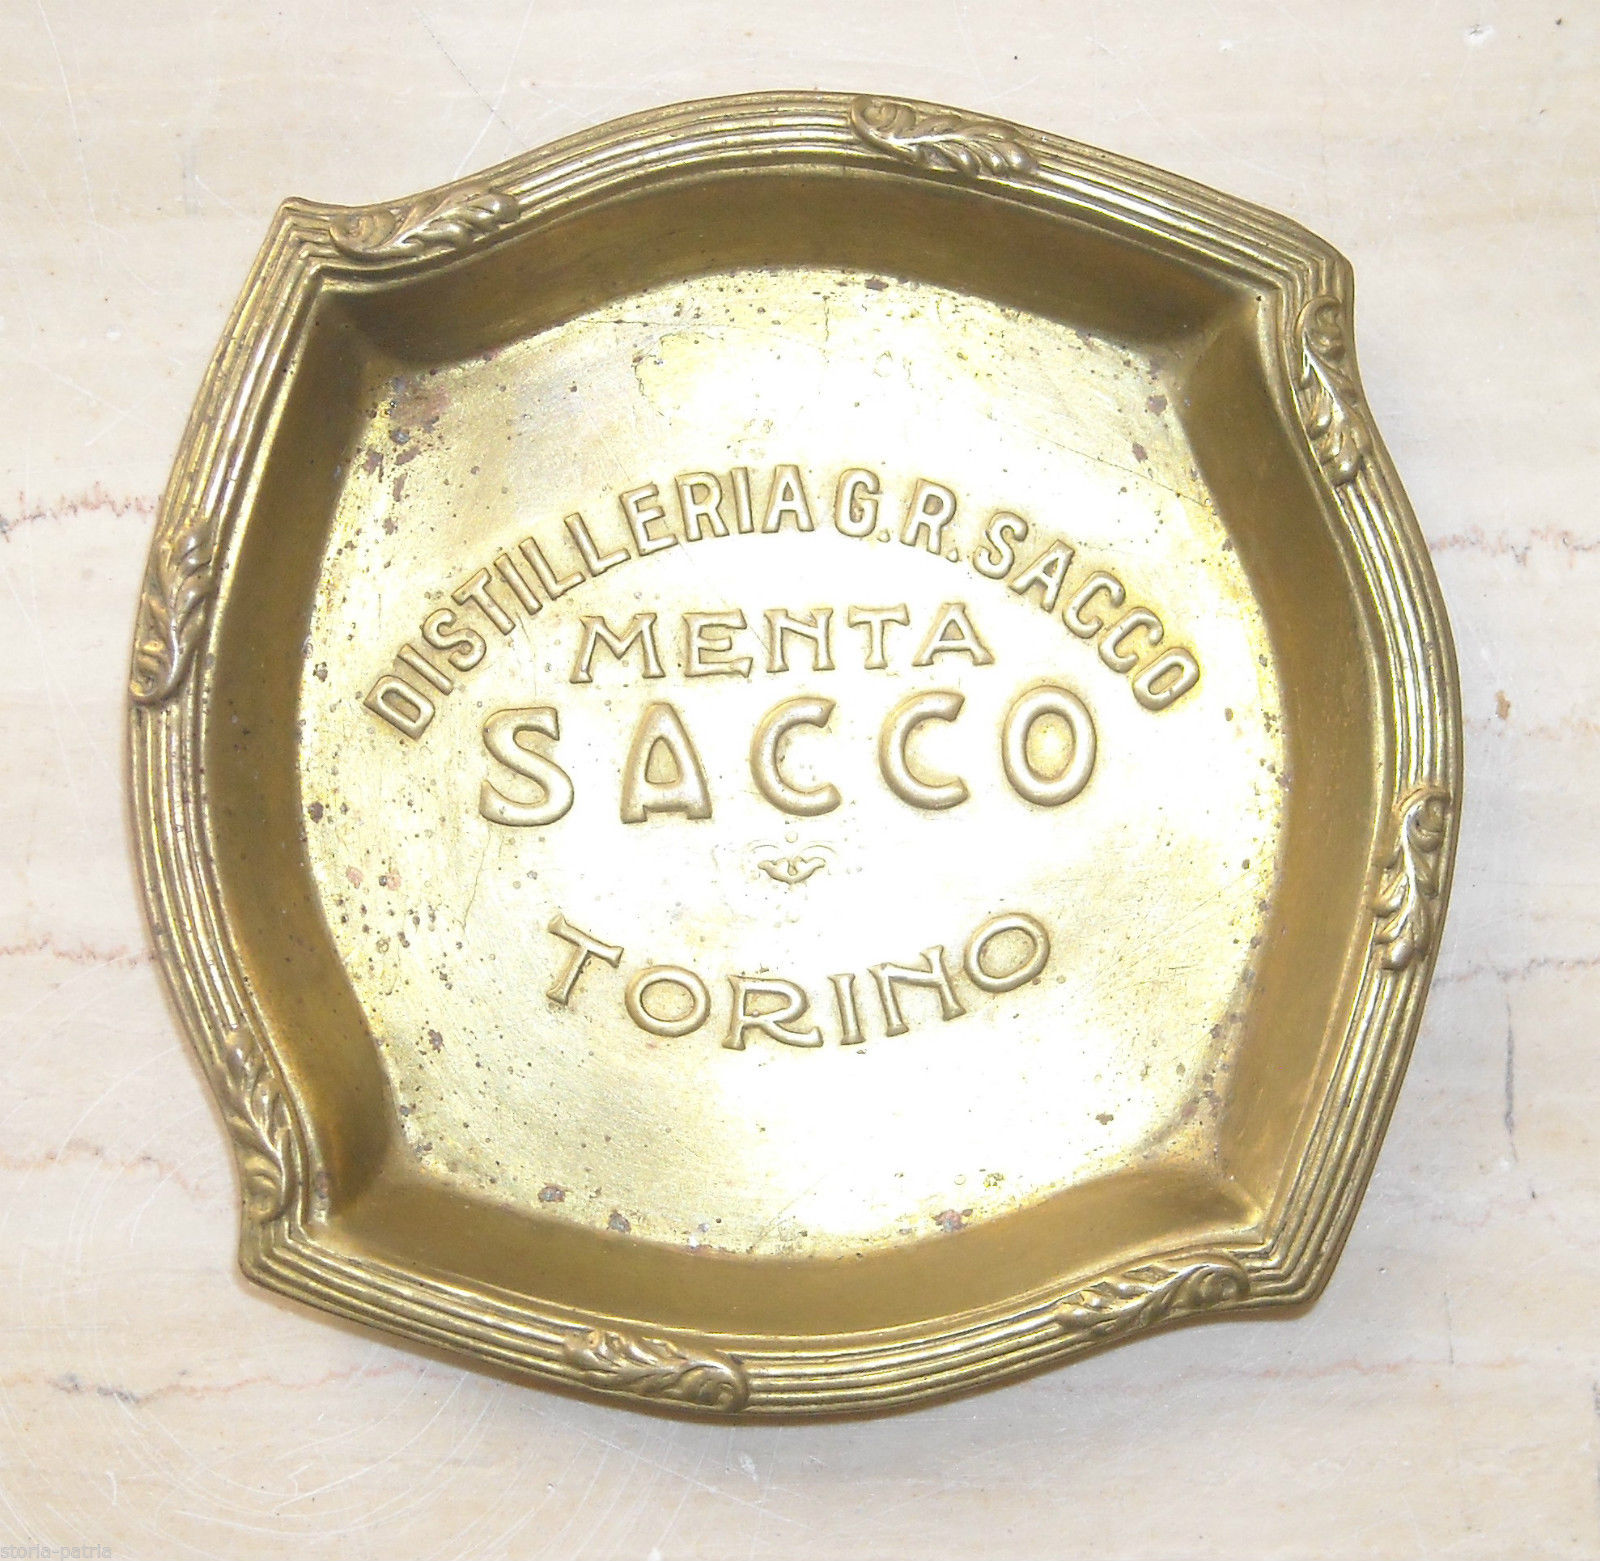 DISTILLERIA G.R. SACCO
MENTA
SACCO
TORINO
storia-patria